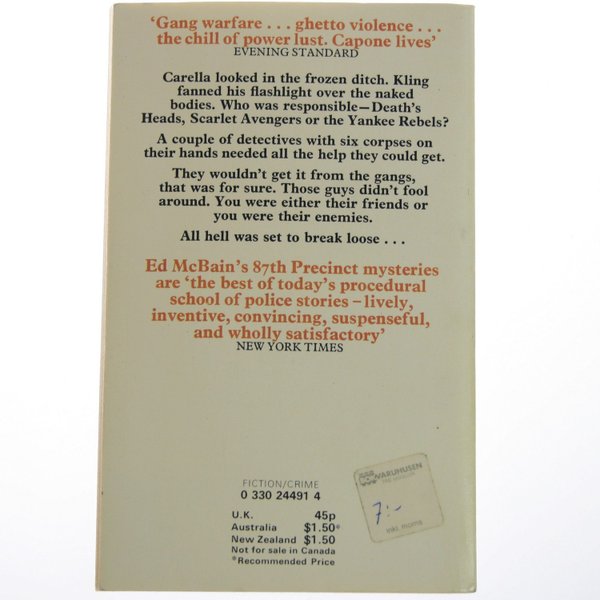 ‘Gang warfare . . . ghetto violence . . .
the chill of power lust. Capone lives’
EVENING STANDARD
Carella looked in the frozen ditch. Kling
fanned his flashlight over the naked
bodies. Who was responsible—Death's
Heads, Scarlet Avengers or the Yankee Rebels?
A couple of detectives with six corpses on
their hands needed all the help they could get.
They wouldn't get it from the gangs,
that was for sure. Those guys didn't fool
around. You were either their friends or
you were their enemies.
All hell was set to break loose . . .
Ed McBain's 87th Precinct mysteries
are ‘the best of today's procedural
school of police stories – lively,
inventive, convincing, suspenseful,
and wholly satisfactory’
NEW YORK TIMES
FICTION/CRIME
0 330 24491 4
U.K. 45p
Australia $1.50*
New Zealand $1.50
Not for sale in Canada
*Recommended Price
VARUHUSEN
7:-
inkl. moms